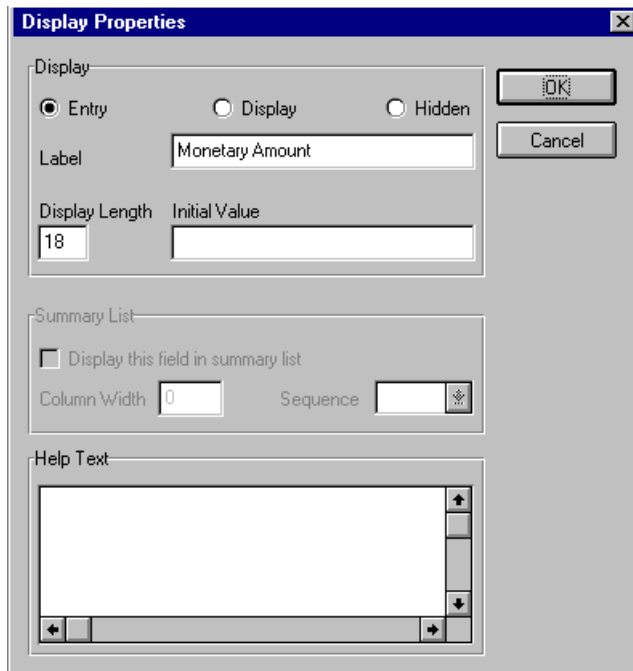 Display Properties
Display
Entry
Display
Hidden
Label
Monetary Amount
Display Length
Initial Value
18
OK
Cancel
Summary List
Display this field in summary list
Column Width
0
Sequence
Help Text